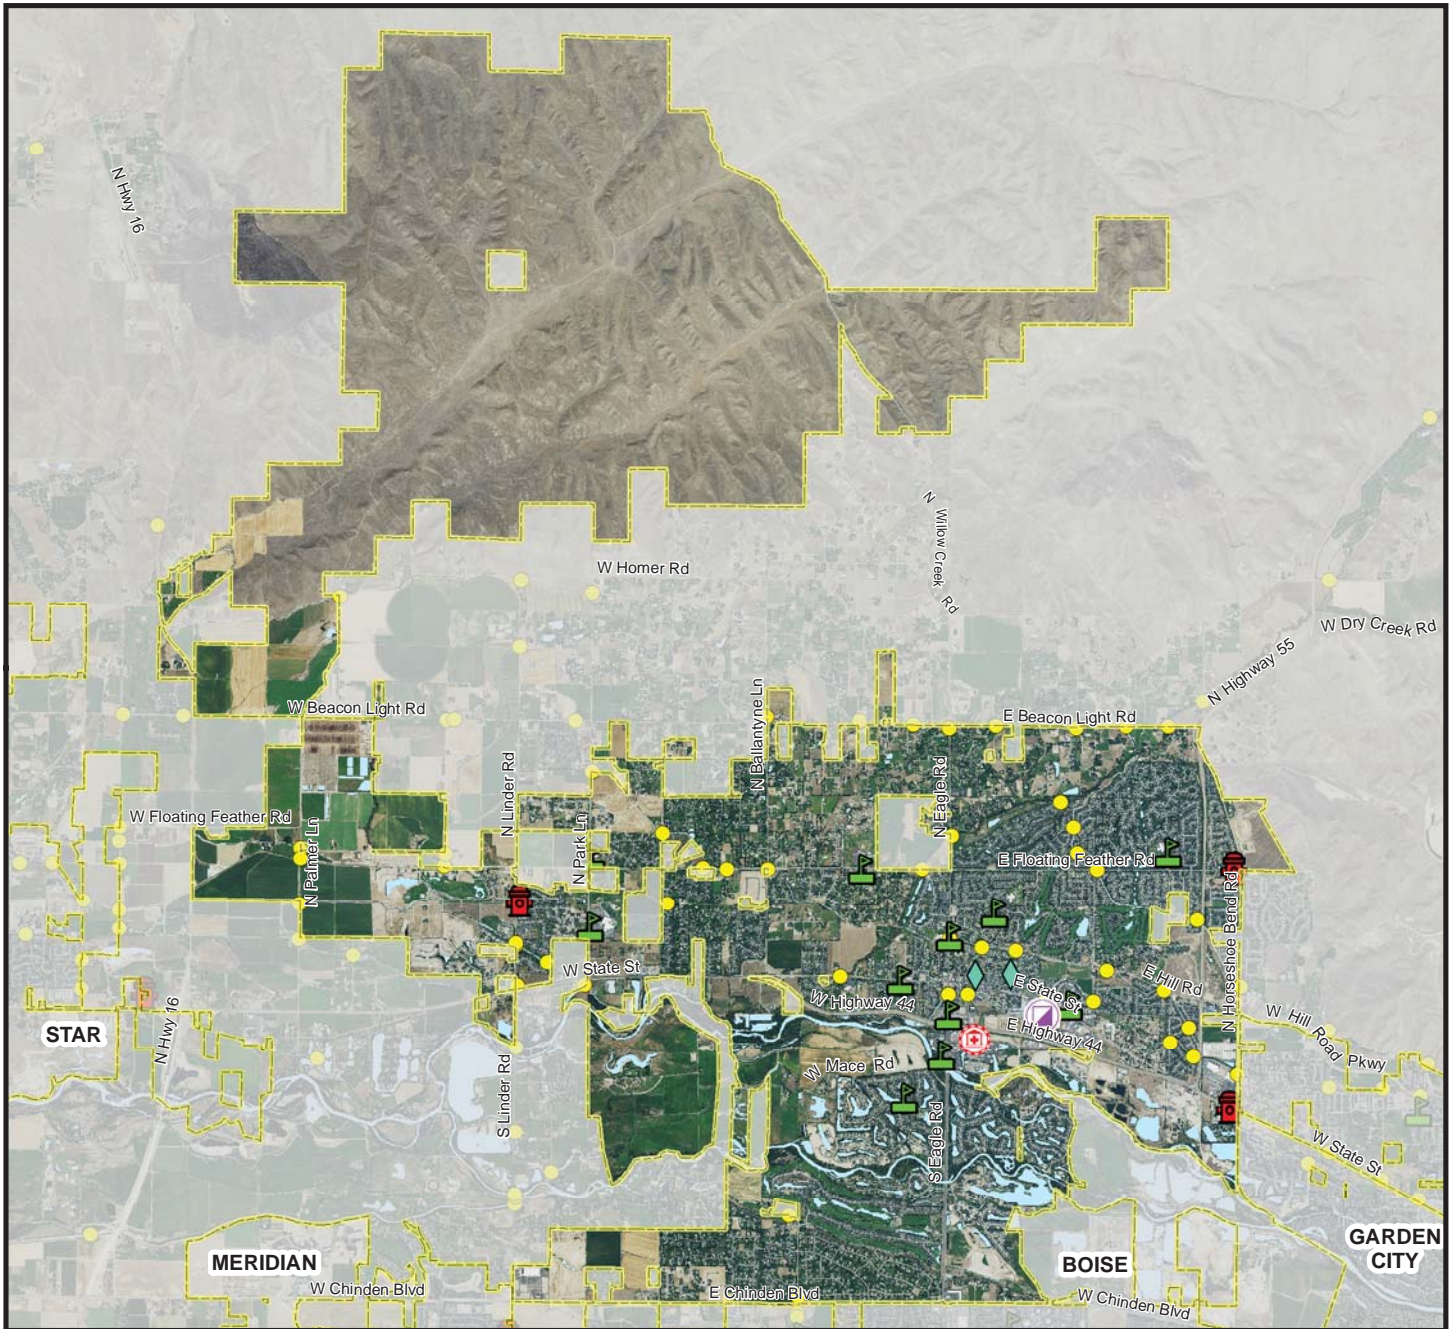 N Hwy 16
N Willow Creek Rd
W Homer Rd
W Dry Creek Rd
N Highway 55
W Beacon Light Rd
N Ballantyne Ln
E Beacon Light Rd
N Linder Rd
N Eagle Rd
W Floating Feather Rd
N Palmer Ln
N Park Ln
E Floating Feather Rd
N Horseshoe Bend Rd
W State St
E Hill Rd
E State St
W Highway 44
E Highway 44
W Hill Road Pkwy
STAR
N Hwy 16
W Mace Rd
S Linder Rd
S Eagle Rd
W State St
MERIDIAN
BOISE
GARDEN
CITY
W Chinden Blvd
E Chinden Blvd
W Chinden Blvd